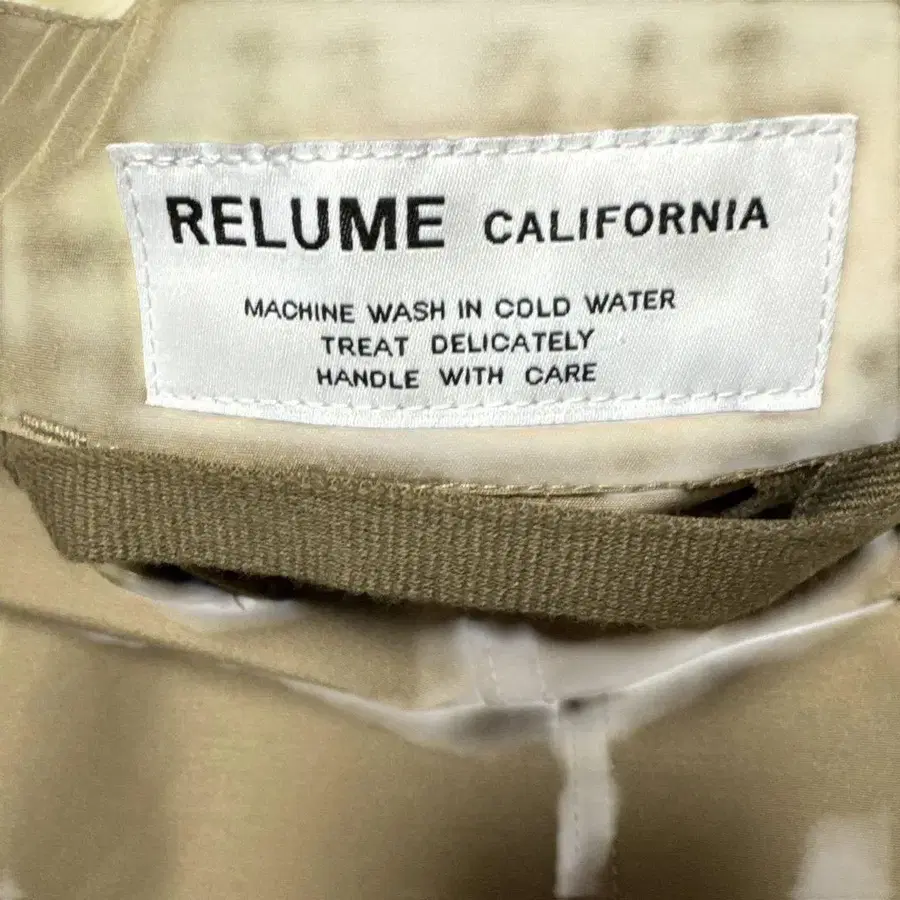 RELUME CALIFORNIA
MACHINE WASH IN COLD WATER
TREAT DELICATELY
HANDLE WITH CARE